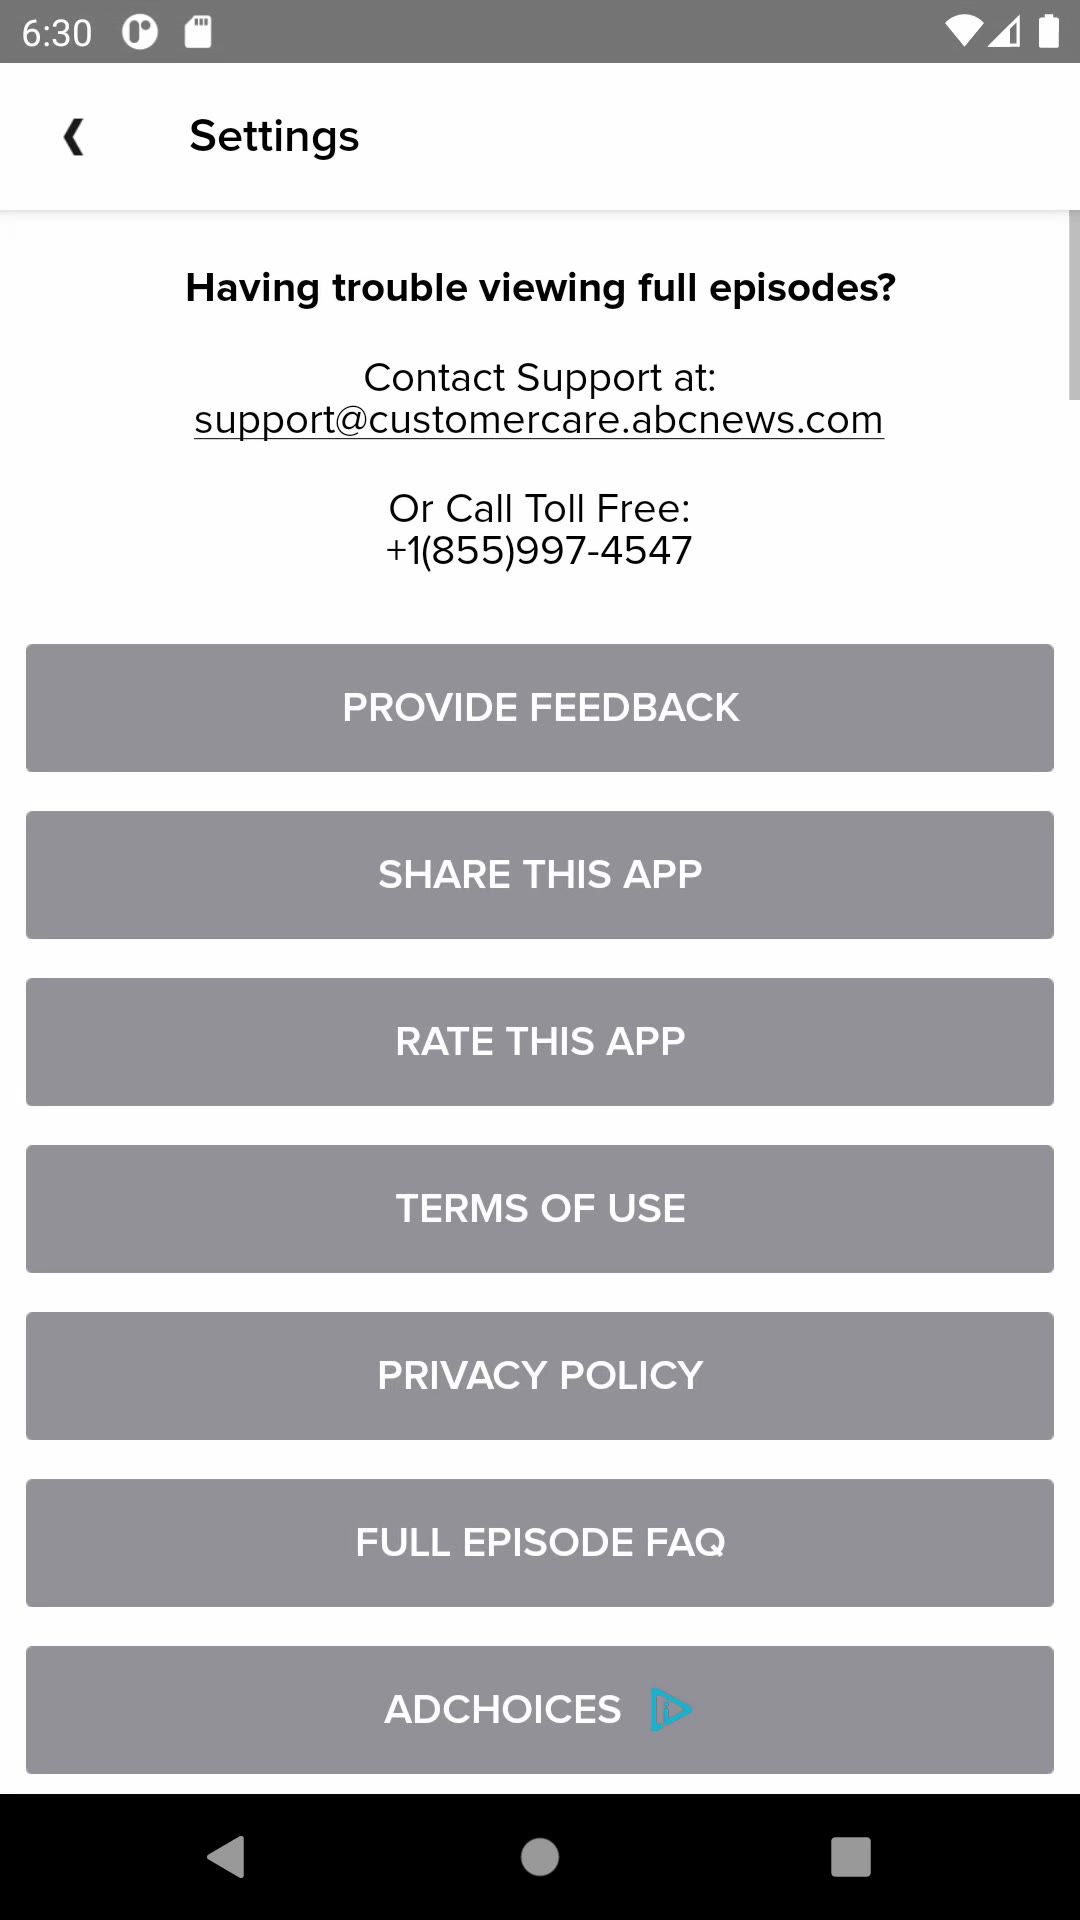 6:30
Settings
Having trouble viewing full episodes?
Contact Support at:
support@customercare.abcnews.com
Or Call Toll Free:
+1(855)997-4547
PROVIDE FEEDBACK
SHARE THIS APP
RATE THIS APP
TERMS OF USE
PRIVACY POLICY
FULL EPISODE FAQ
ADCHOICES